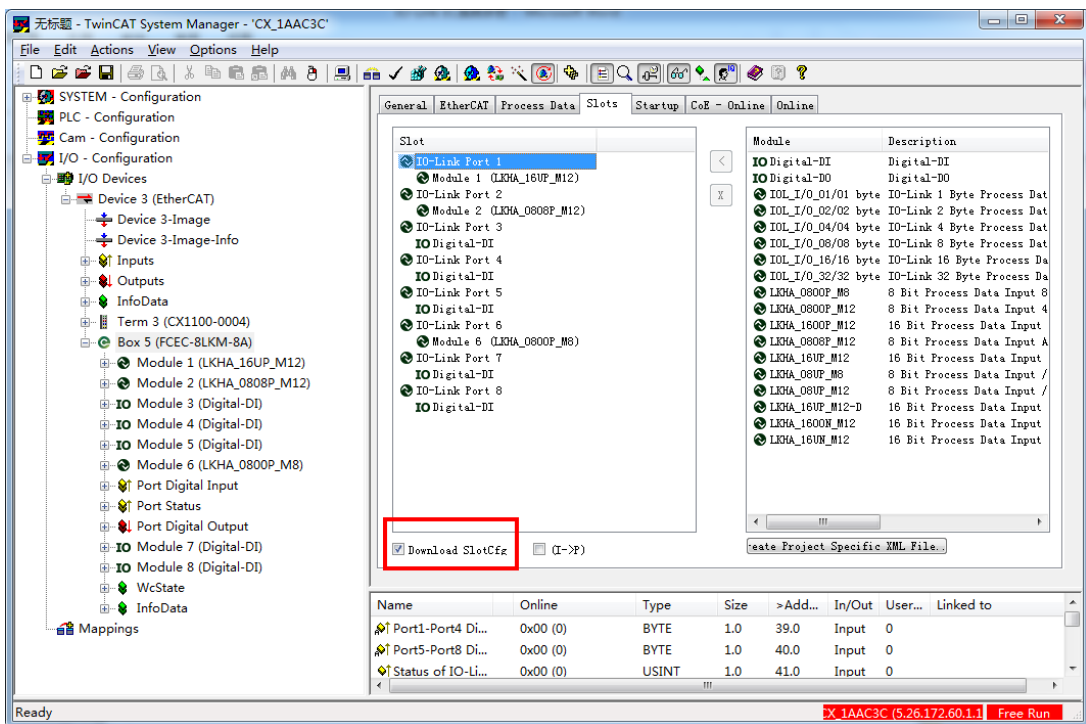 无标题 - TwinCAT System Manager - 'CX_1AAC3C'
File Edit Actions View Options Help
SYSTEM - Configuration
PLC - Configuration
Cam - Configuration
I/O - Configuration
I/O Devices
Device 3 (EtherCAT)
Device 3-Image
Device 3-Image-Info
Inputs
Outputs
InfoData
Term 3 (CX1100-0004)
Box 5 (FCEC-8LKM-8A)
Module 1 (LKHA_16UP_M12)
Module 2 (LKHA_0808P_M12)
Module 3 (Digital-DI)
Module 4 (Digital-DI)
Module 5 (Digital-DI)
Module 6 (LKHA_0800P_M8)
Port Digital Input
Port Status
Port Digital Output
Module 7 (Digital-DI)
Module 8 (Digital-DI)
WcState
InfoData
Mappings
General EtherCAT Process Data Slots Startup CoE - Online Online
Slot
IO-Link Port 1
Module 1 (LKHA_16UP_M12)
IO-Link Port 2
Module 2 (LKHA_0808P_M12)
IO-Link Port 3
IO Digital-DI
IO-Link Port 4
IO Digital-DI
IO-Link Port 5
IO Digital-DI
IO-Link Port 6
Module 6 (LKHA_0800P_M8)
IO-Link Port 7
IO Digital-DI
IO-Link Port 8
IO Digital-DI
<
X
Module Description
IO Digital-DI Digital-DI
IO Digital-DO Digital-DO
IOL_I/O_01/01 byte IO-Link 1 Byte Process Dat
IOL_I/O_02/02 byte IO-Link 2 Byte Process Dat
IOL_I/O_04/04 byte IO-Link 4 Byte Process Dat
IOL_I/O_08/08 byte IO-Link 8 Byte Process Dat
IOL_I/O_16/16 byte IO-Link 16 Byte Process Da
IOL_I/O_32/32 byte IO-Link 32 Byte Process Da
LKHA_0800P_M8 8 Bit Process Data Input 8
LKHA_0800P_M12 8 Bit Process Data Input 4
LKHA_1600P_M12 16 Bit Process Data Input
LKHA_0808P_M12 8 Bit Process Data Input A
LKHA_16UP_M12 16 Bit Process Data Input
LKHA_08UP_M8 8 Bit Process Data Input /
LKHA_08UP_M12 8 Bit Process Data Input /
LKHA_16UP_M12-D 16 Bit Process Data Input
LKHA_1600N_M12 16 Bit Process Data Input
LKHA_16UN_M12 16 Bit Process Data Input
Download SlotCfg (I->P)
eate Project Specific XML File..
Name Online Type Size >Add... In/Out User... Linked to
Port1-Port4 Di... 0x00 (0) BYTE 1.0 39.0 Input 0
Port5-Port8 Di... 0x00 (0) BYTE 1.0 40.0 Input 0
Status of IO-Li... 0x00 (0) USINT 1.0 41.0 Input 0
Ready
CX_1AAC3C (5.26.172.60.1.1 Free Run